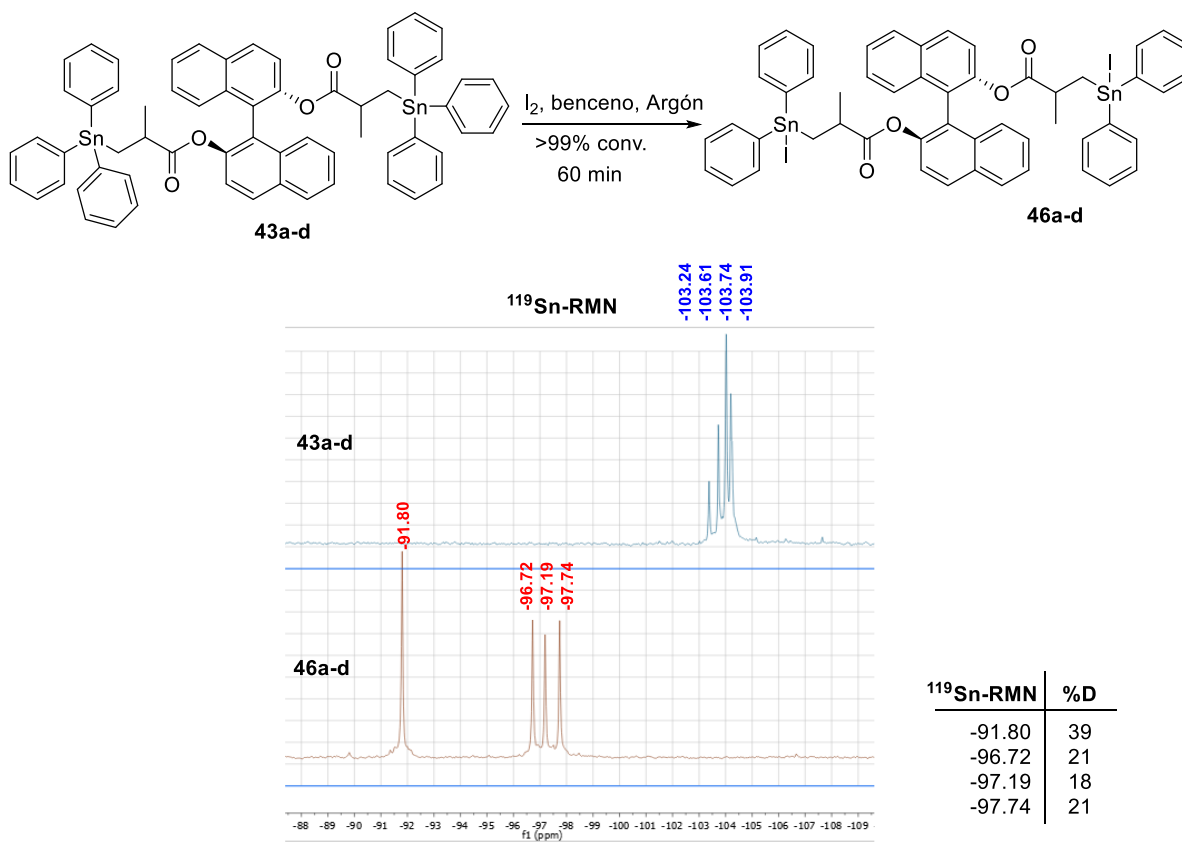 O
O
O
O
Sn
Sn
I₂, benceno, Argón
>99% conv.
60 min
O
O
O
O
I
Sn
Sn
I
43a-d
46a-d
¹¹⁹Sn-RMN
-103.24
-103.61
-103.74
-103.91
43a-d
-91.80
-96.72
-97.19
-97.74
46a-d
¹¹⁹Sn-RMN %D
-91.80 39
-96.72 21
-97.19 18
-97.74 21
-88 -89 -90 -91 -92 -93 -94 -95 -96 -97 -98 -99 -100 -101 -102 -103 -104 -105 -106 -107 -108 -109
f1 (ppm)